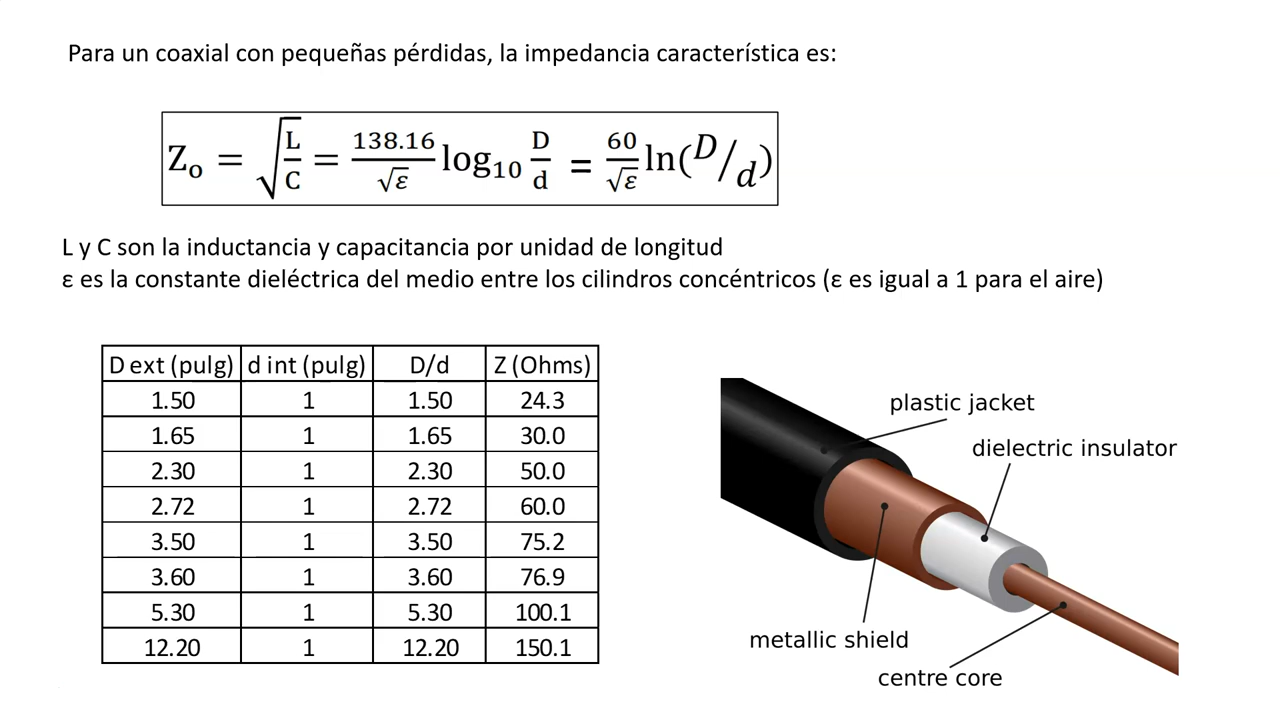 Para un coaxial con pequeñas pérdidas, la impedancia característica es:
Z₀ = √(L/C) = 138.16/√ε log₁₀ D/d = 60/√ε ln(D/d)
L y C son la inductancia y capacitancia por unidad de longitud
ε es la constante dieléctrica del medio entre los cilindros concéntricos (ε es igual a 1 para el aire)
D ext (pulg) d int (pulg) D/d Z (Ohms)
1.50 1 1.50 24.3
1.65 1 1.65 30.0
2.30 1 2.30 50.0
2.72 1 2.72 60.0
3.50 1 3.50 75.2
3.60 1 3.60 76.9
5.30 1 5.30 100.1
12.20 1 12.20 150.1
plastic jacket
dielectric insulator
metallic shield
centre core